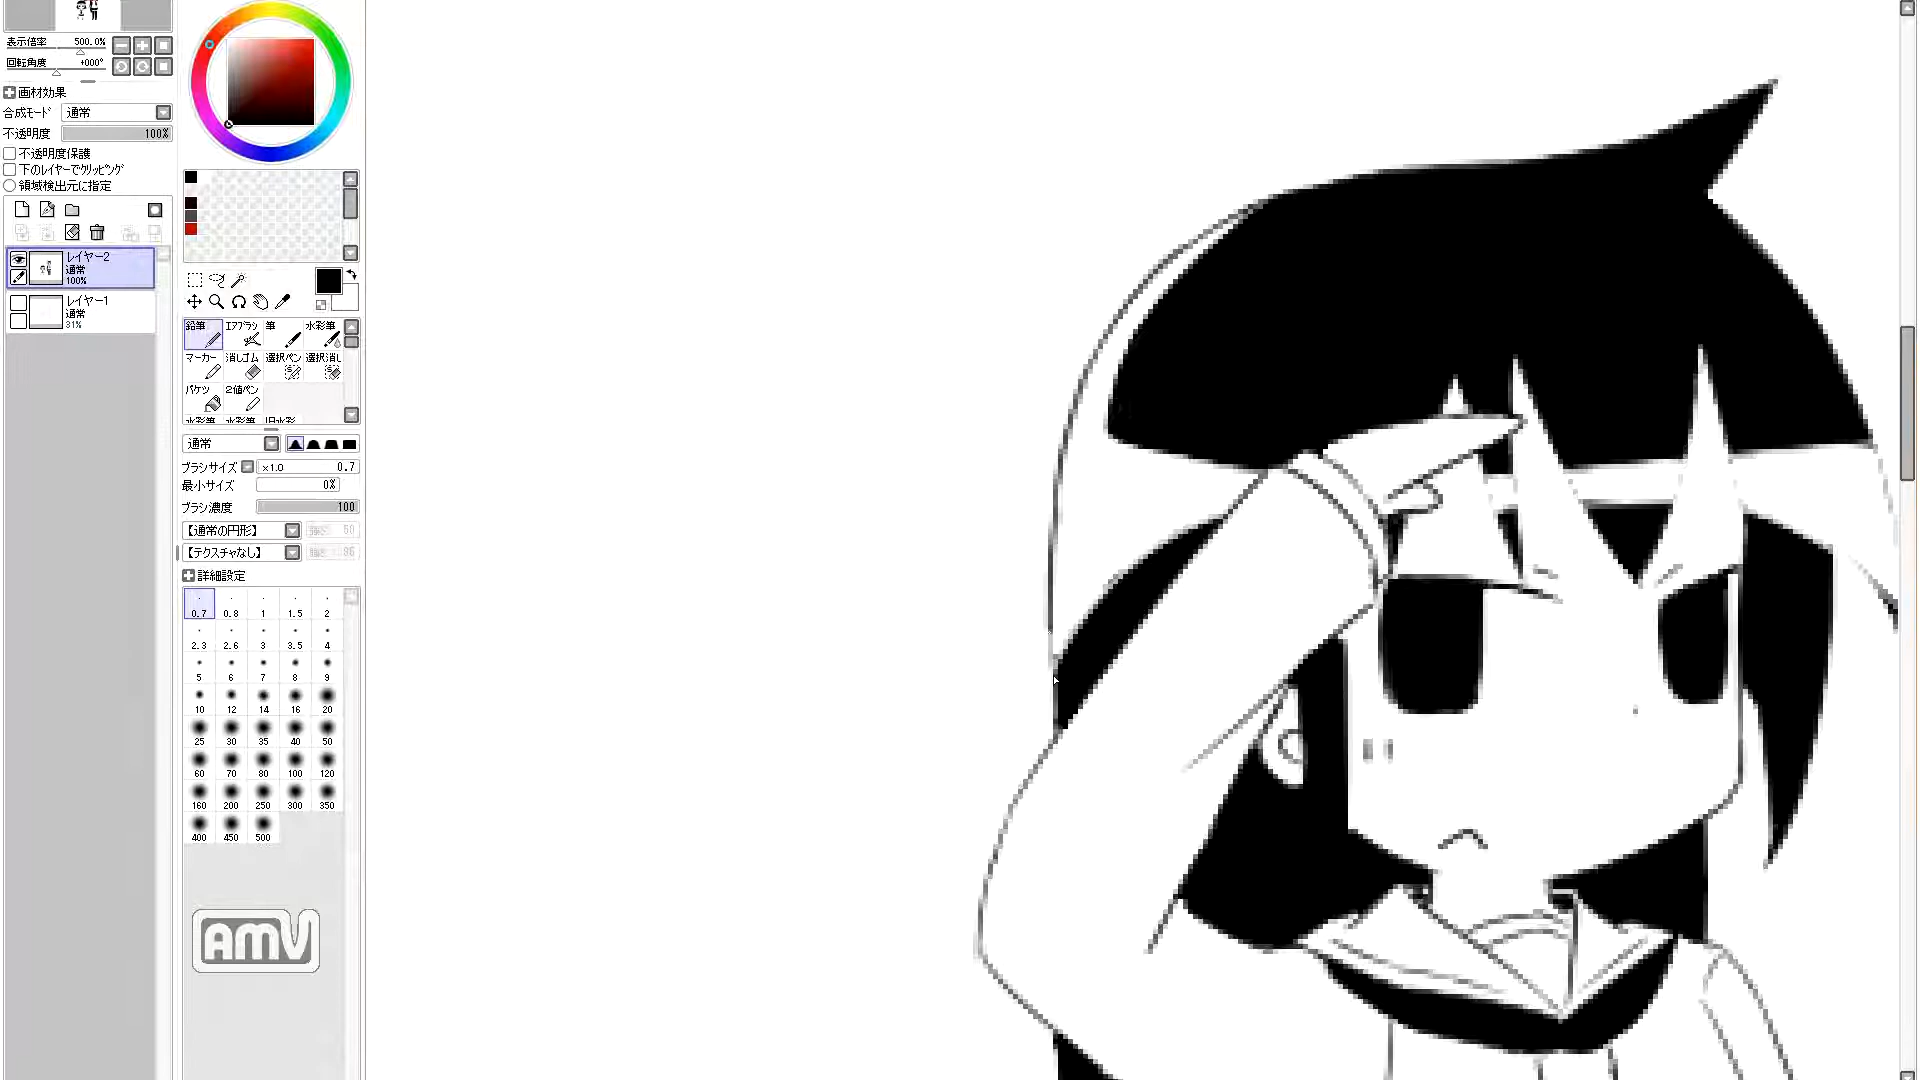 表示倍率 500.0%
回転角度 +000°
画材効果
合成モード 通常
不透明度 100%
不透明度保護
下のレイヤーでクリッピング
領域検出元に指定
レイヤー2
通常
100%
レイヤー1
通常
31%
鉛筆 エアブラシ 筆 水彩筆
マーカー 消しゴム 選択ペン 選択消し
バケツ 2値ペン
通常
ブラシサイズ x1.0 0.7
最小サイズ 0%
ブラシ濃度 100
【通常の円形】 50
【テクスチャなし】 95
詳細設定
0.7 0.8 1 1.5 2
2.3 2.6 3 3.5 4
5 6 7 8 9
10 12 14 16 20
25 30 35 40 50
60 70 80 100 120
160 200 250 300 350
400 450 500
AMV